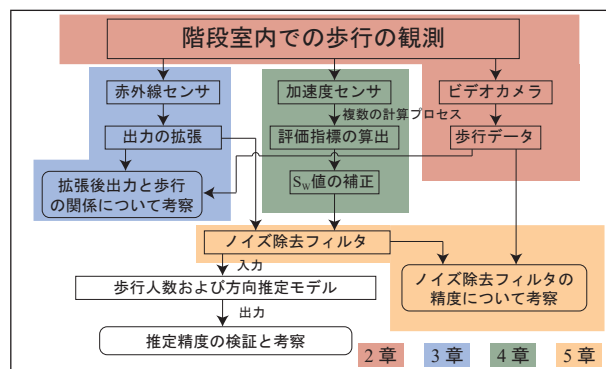 階段室内での歩行の観測
赤外線センサ
加速度センサ
ビデオカメラ
複数の計算プロセス
出力の拡張
評価指標の算出
歩行データ
拡張後出力と歩行
の関係について考察
Sw値の補正
ノイズ除去フィルタ
入力
歩行人数および方向推定モデル
ノイズ除去フィルタの
精度について考察
出力
推定精度の検証と考察
2章
3章
4章
5章